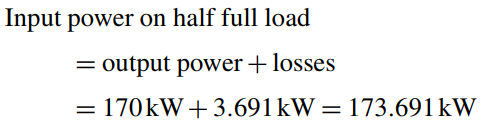 Input power on half full load
= output power + losses
= 170 kW + 3.691 kW = 173.691 kW